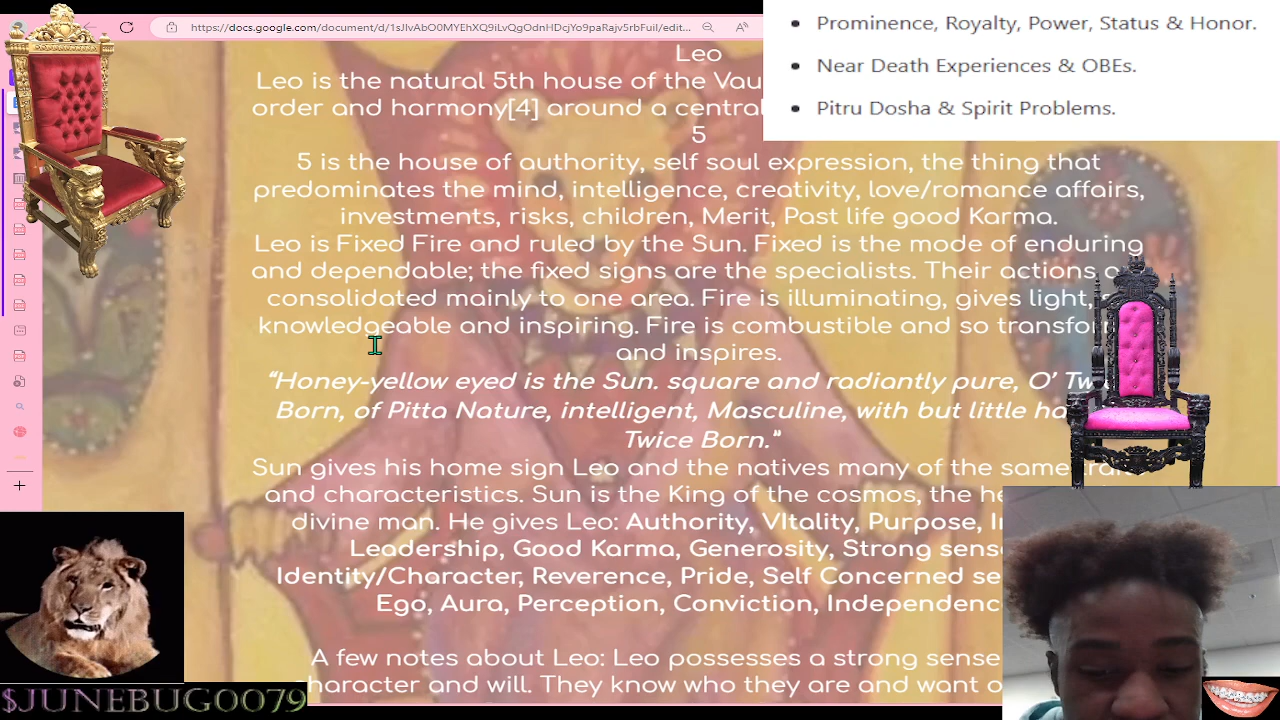 https://docs.google.com/document/d/1sJlvAbO0MYEhXQ9iLvQgOdnHDcjYo9paRajv5rbFuiI/edit...
Prominence, Royalty, Power, Status & Honor.
Near Death Experiences & OBEs.
Pitru Dosha & Spirit Problems.
Leo
Leo is the natural 5th house of the
order and harmony[4] around a central
5
5 is the house of authority, self soul expression, the thing that
predominates the mind, intelligence, creativity, love/romance affairs,
investments, risks, children, Merit, Past life good Karma.
Leo is Fixed Fire and ruled by the Sun. Fixed is the mode of enduring
and dependable; the fixed signs are the specialists. Their actions
consolidated mainly to one area. Fire is illuminating, gives light,
knowledgeable and inspiring. Fire is combustible and so
and inspires.
“Honey-yellow eyed is the Sun. square and radiantly pure, O’
Born, of Pitta Nature, intelligent, Masculine, with but little
Twice Born.”
Sun gives his home sign Leo and the natives many of the same
and characteristics. Sun is the King of the cosmos, the
divine man. He gives Leo: Authority, VItality, Purpose,
Leadership, Good Karma, Generosity, Strong
Identity/Character, Reverence, Pride, Self Concerned
Ego, Aura, Perception, Conviction,
A few notes about Leo: Leo possesses a strong sense
character and will. They know who they are and want
$JUNEBUG0079